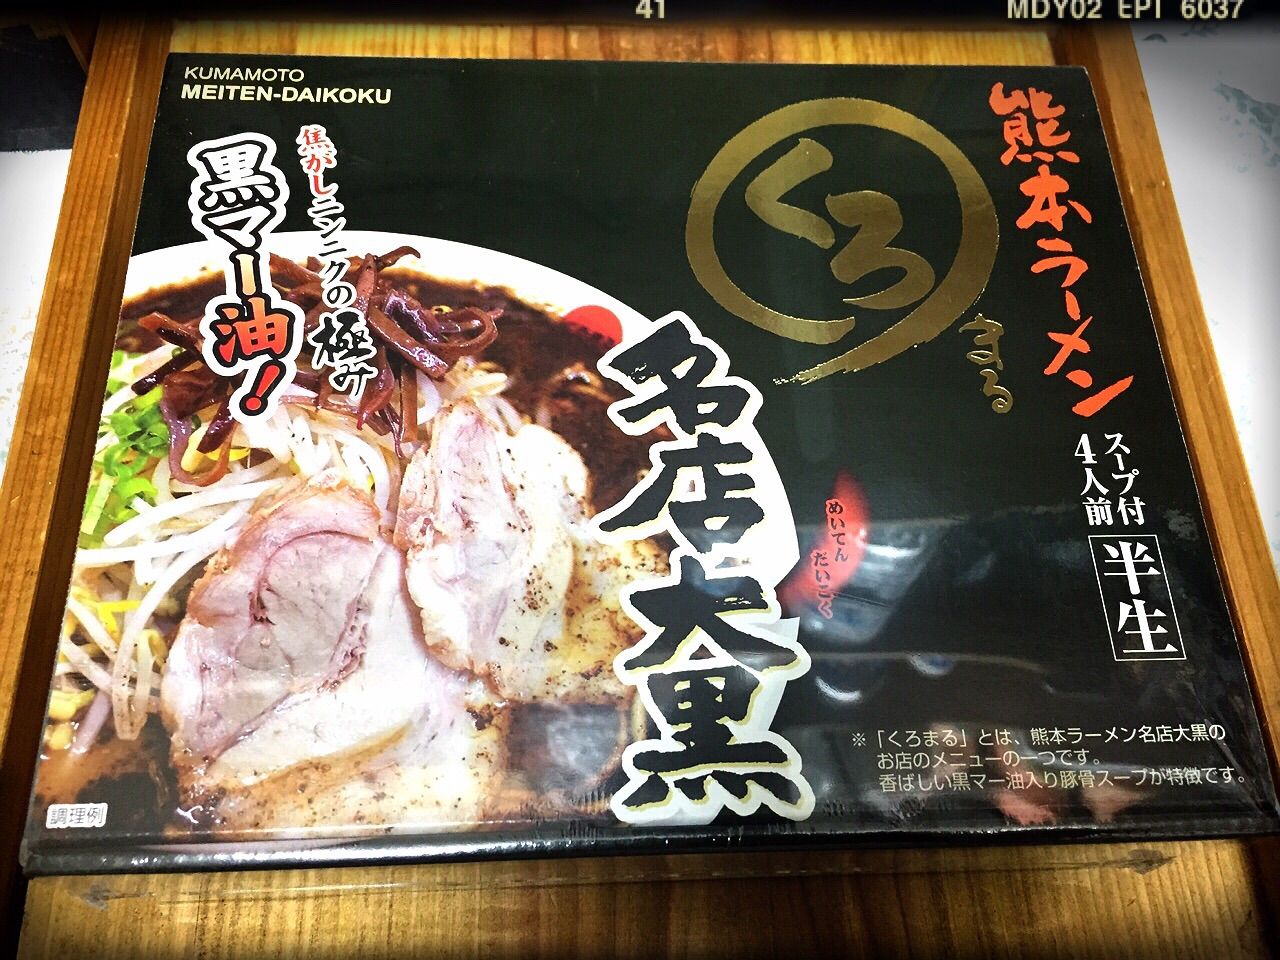 41
MDY02 EPT 6037
KUMAMOTO
MEITEN-DAIKOKU
熊本ラーメン
くろ
まる
スープ付
4人前
半生
焦がしニンニクの極み
黒マー油!
名店大黒
めいてん だいこく
※「くろまる」とは、熊本ラーメン名店大黒の
お店のメニューの一つです。
香ばしい黒マー油入り豚骨スープが特徴です。
調理例